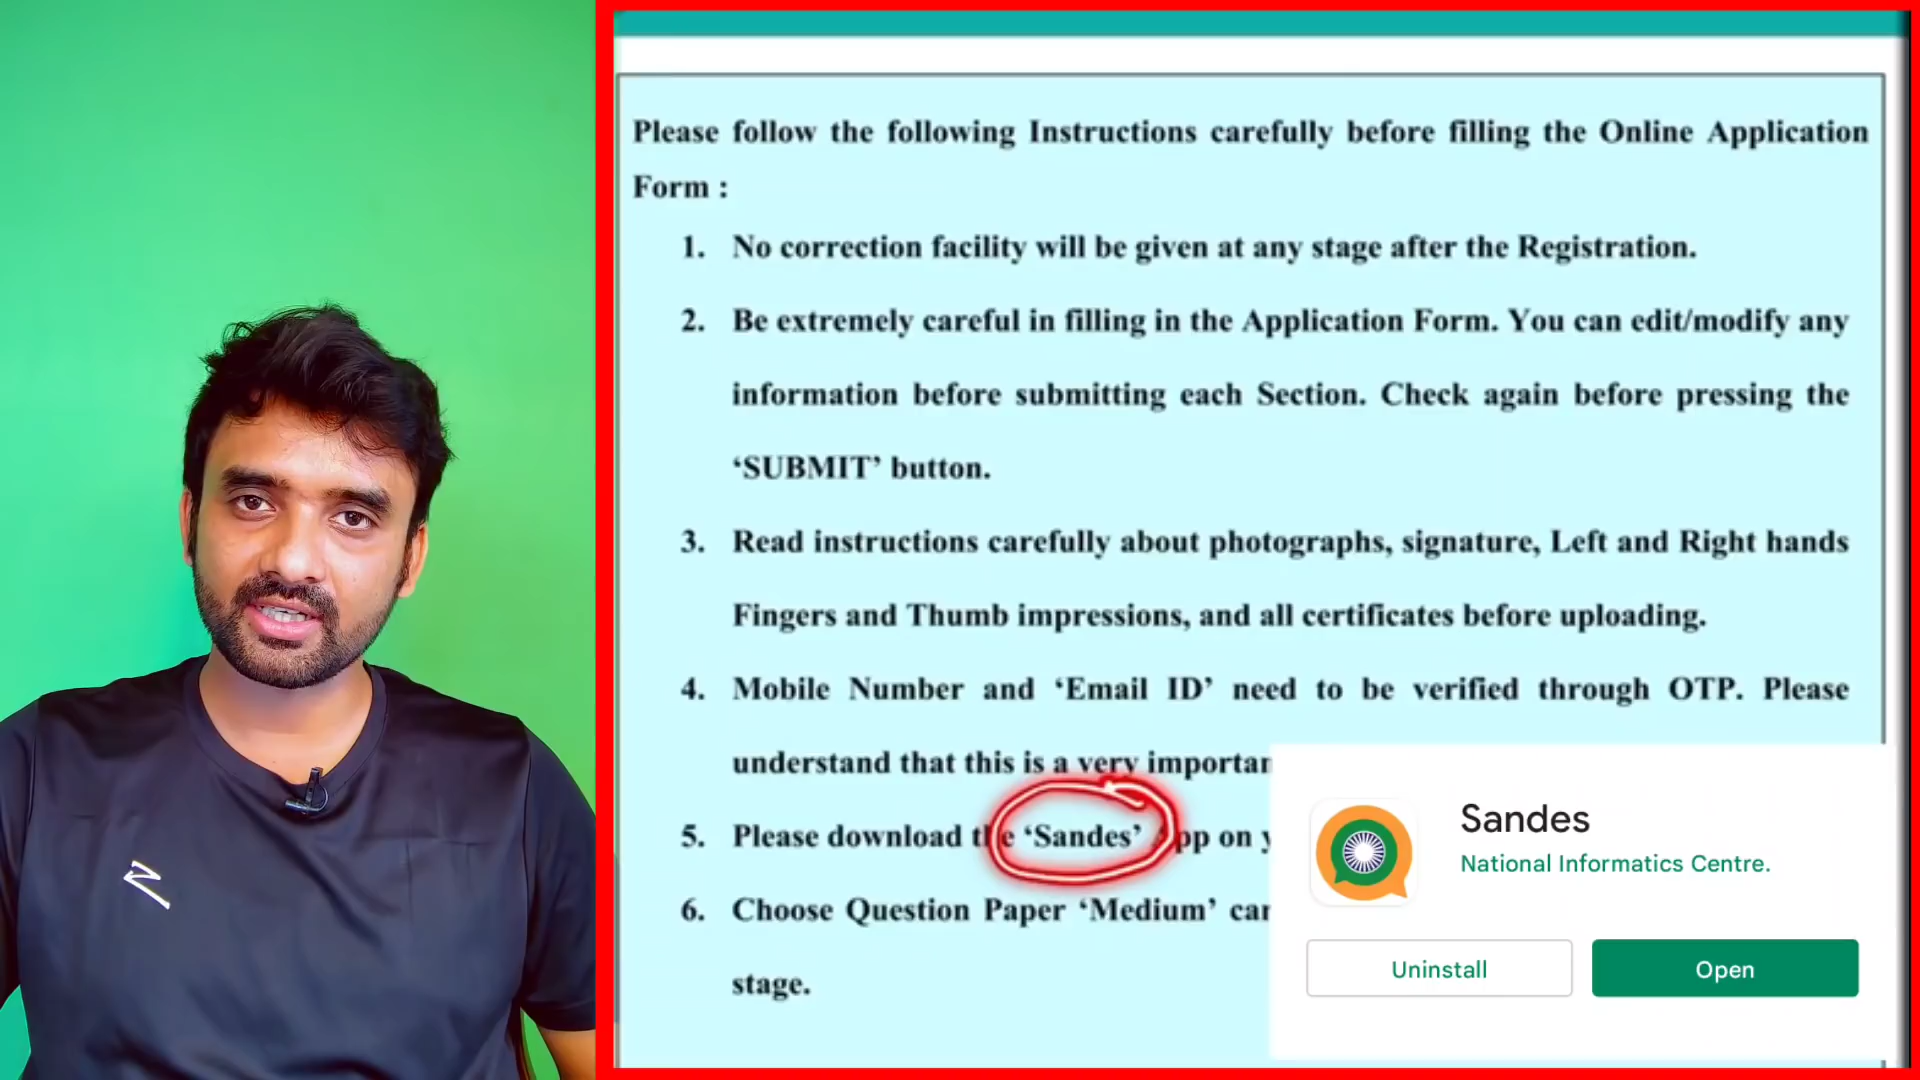 Please follow the following Instructions carefully before filling the Online Application
Form :
1. No correction facility will be given at any stage after the Registration.
2. Be extremely careful in filling in the Application Form. You can edit/modify any
information before submitting each Section. Check again before pressing the
‘SUBMIT’ button.
3. Read instructions carefully about photographs, signature, Left and Right hands
Fingers and Thumb impressions, and all certificates before uploading.
4. Mobile Number and ‘Email ID’ need to be verified through OTP. Please
understand that this is a very
5. Please download the ‘Sandes’ on
6. Choose Question Paper ‘Medium’
stage.
Sandes
National Informatics Centre.
Uninstall
Open